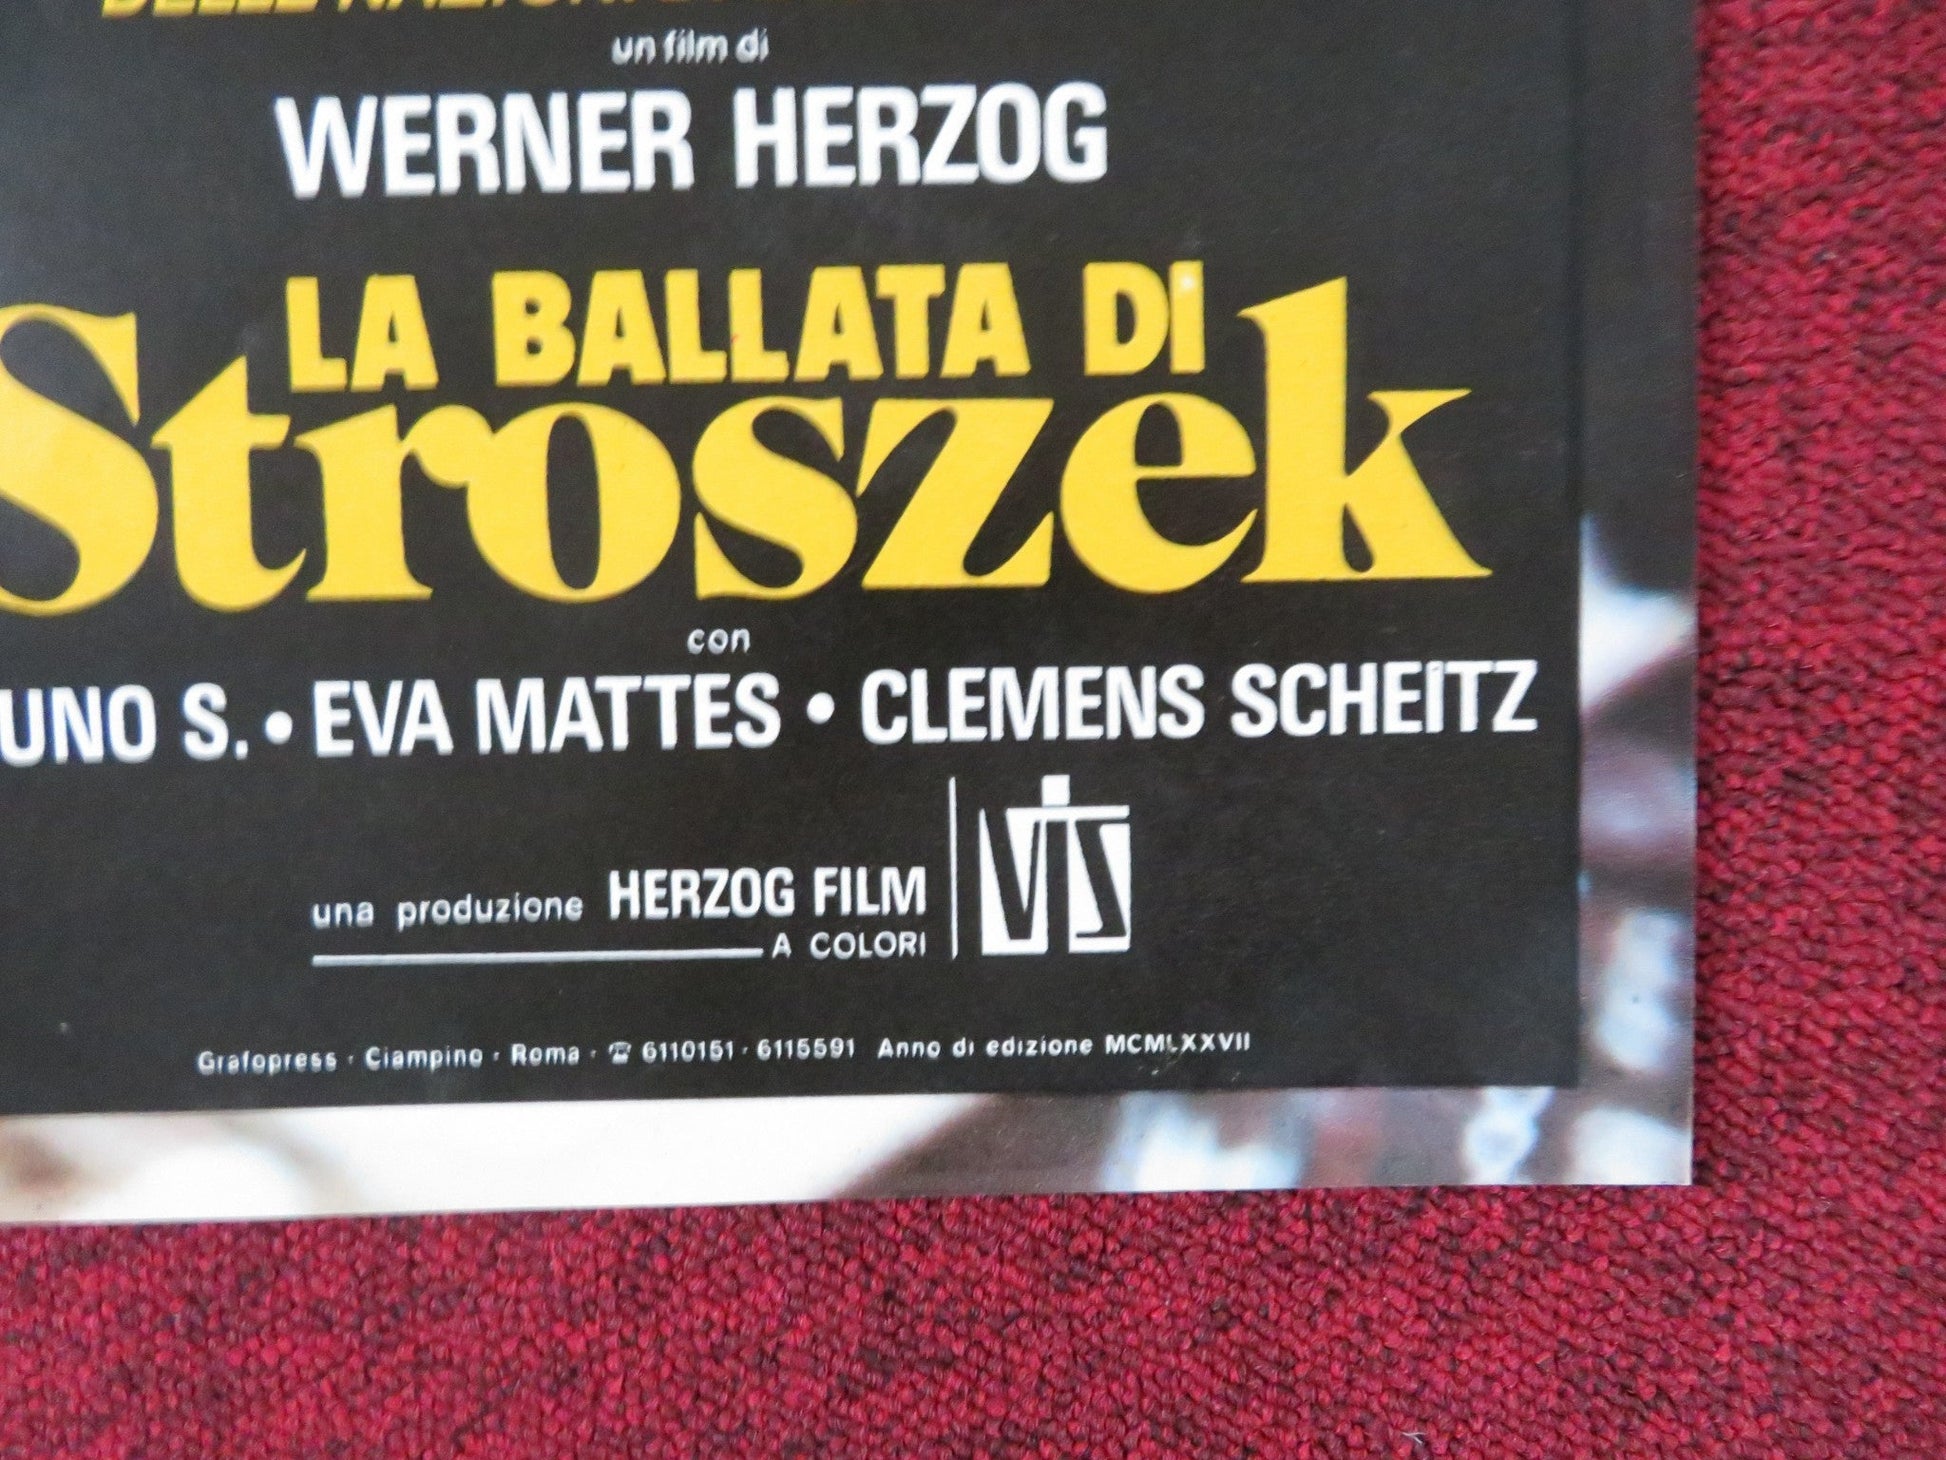 un film di
WERNER HERZOG
LA BALLATA DI
Stroszek
con
UNO S. • EVA MATTES • CLEMENS SCHEITZ
una produzione HERZOG FILM
A COLORI
VIS
Grafopress · Ciampino · Roma · ☎ 6110151 · 6115591 Anno di edizione MCMLXXVII